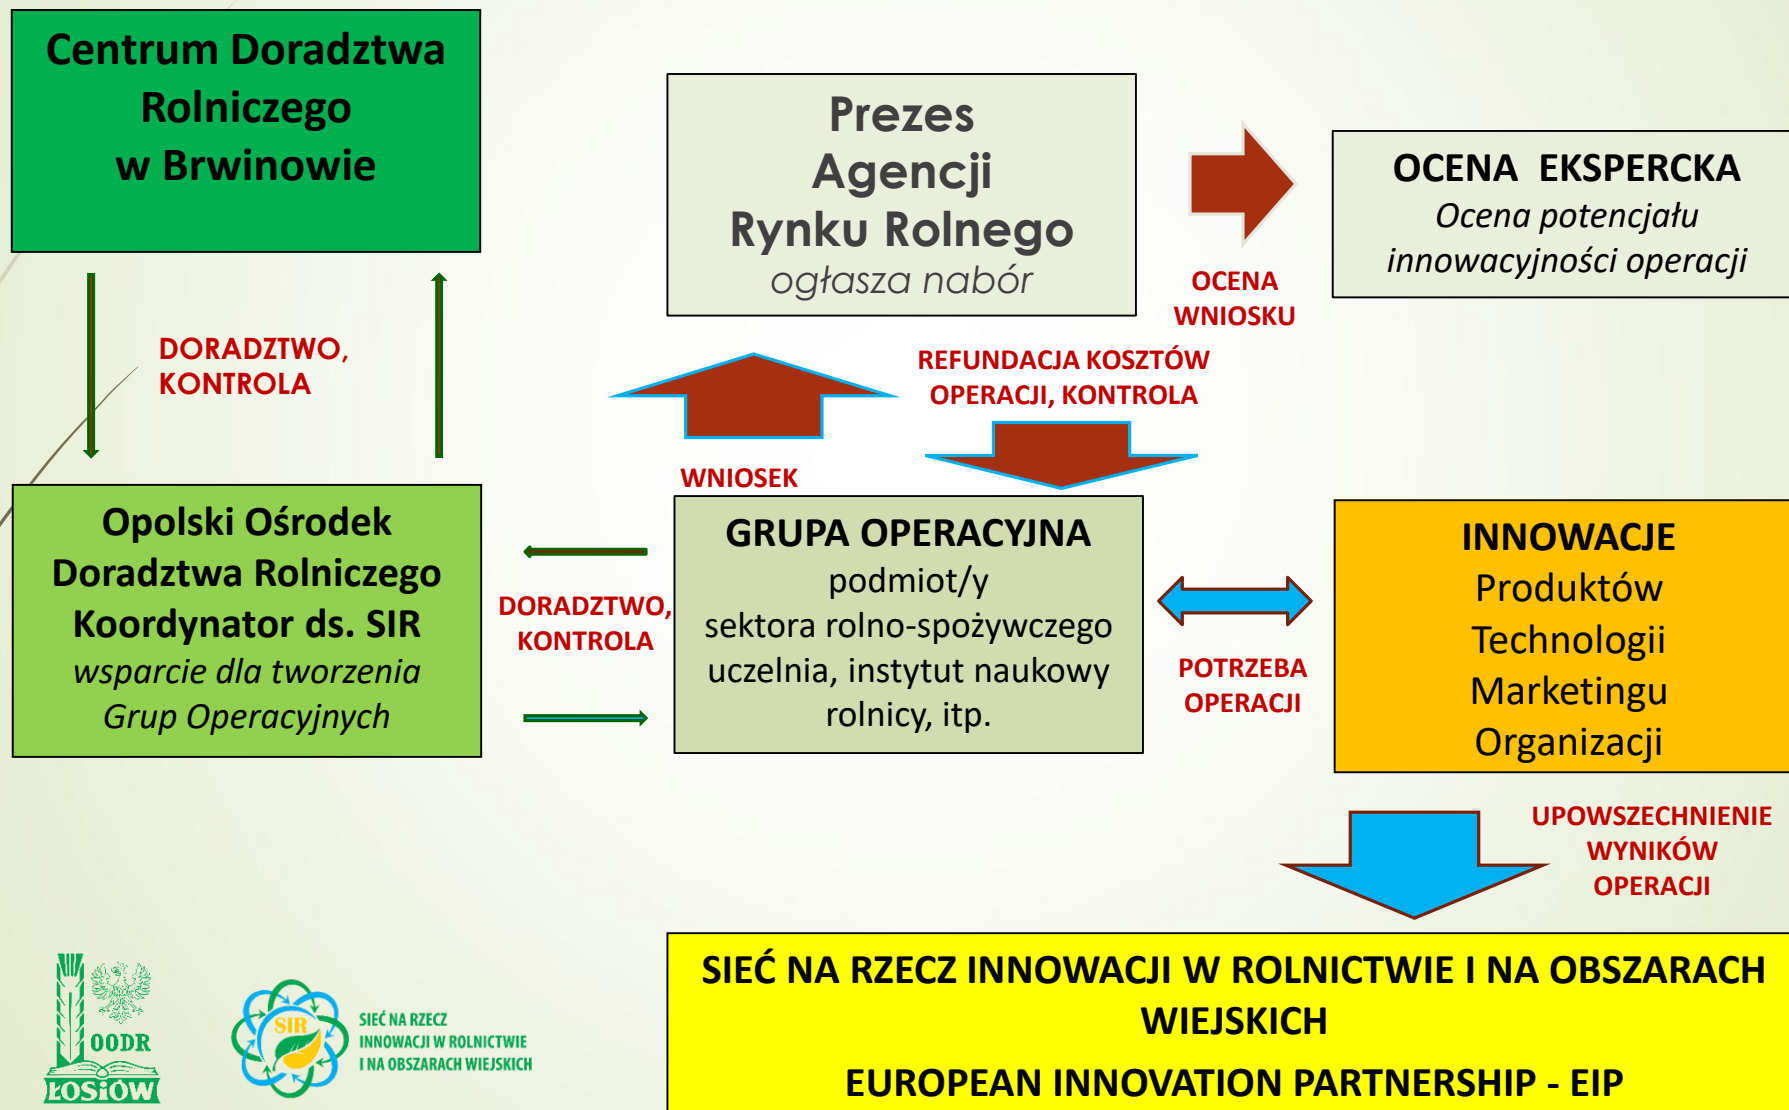 Centrum Doradztwa
Rolniczego
w Brwinowie
Prezes
Agencji
Rynku Rolnego
ogłasza nabór
OCENA EKSPERCKA
Ocena potencjału
innowacyjności operacji
OCENA
WNIOSKU
DORADZTWO,
KONTROLA
REFUNDACJA KOSZTÓW
OPERACJI, KONTROLA
WNIOSEK
Opolski Ośrodek
Doradztwa Rolniczego
Koordynator ds. SIR
wsparcie dla tworzenia
Grup Operacyjnych
DORADZTWO,
KONTROLA
GRUPA OPERACYJNA
podmiot/y
sektora rolno-spożywczego
uczelnia, instytut naukowy
rolnicy, itp.
POTRZEBA
OPERACJI
INNOWACJE
Produktów
Technologii
Marketingu
Organizacji
UPOWSZECHNIENIE
WYNIKÓW
OPERACJI
SIEĆ NA RZECZ INNOWACJI W ROLNICTWIE I NA OBSZARACH
WIEJSKICH
EUROPEAN INNOVATION PARTNERSHIP - EIP
OODR
ŁOSIÓW
SIR
SIEĆ NA RZECZ
INNOWACJI W ROLNICTWIE
I NA OBSZARACH WIEJSKICH